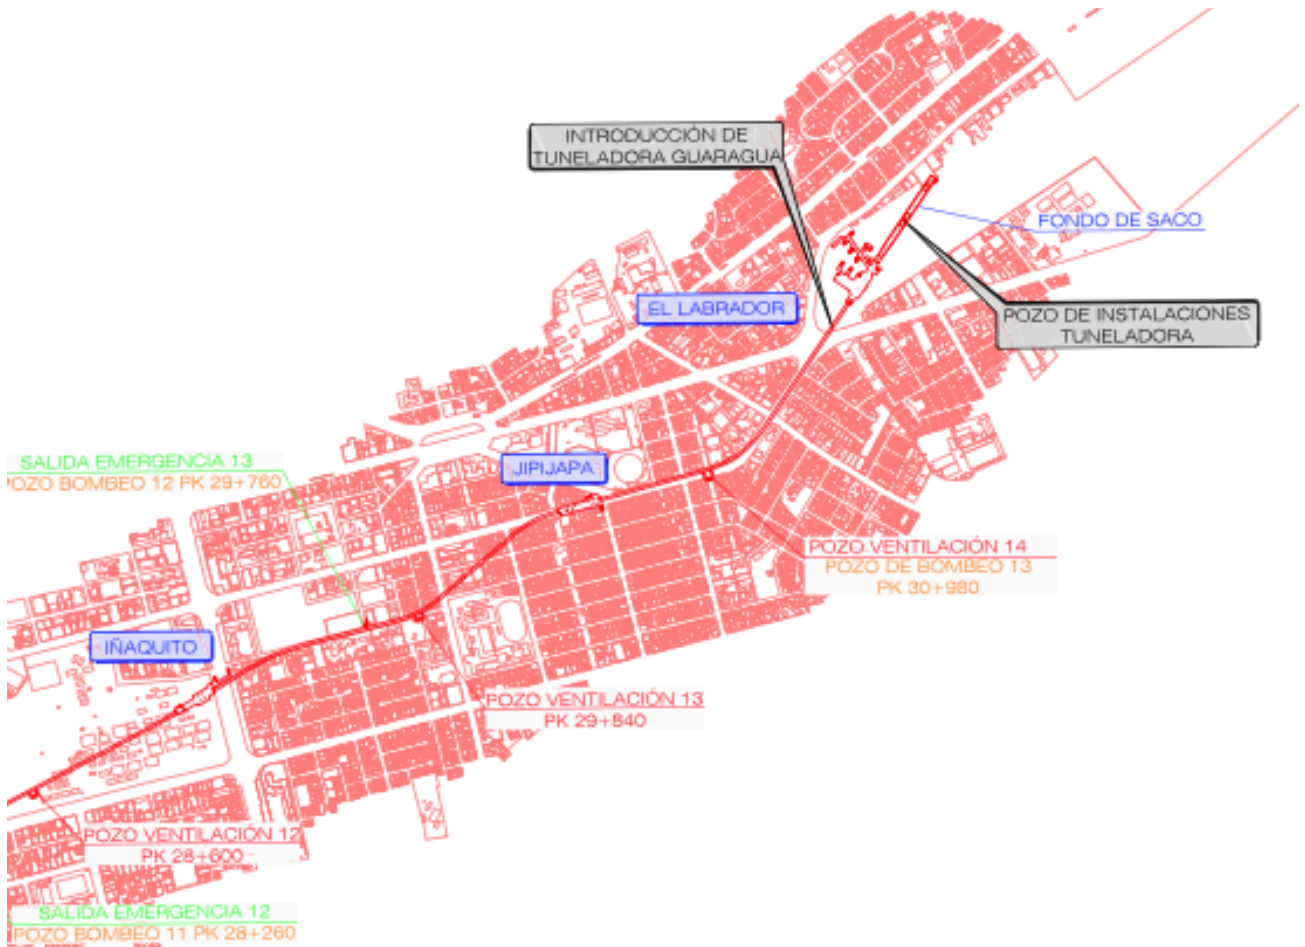 INTRODUCCIÓN DE
TUNELADORA GUARAGUA
FONDO DE SACO
EL LABRADOR
POZO DE INSTALACIONES
TUNELADORA
SALIDA EMERGENCIA 13
POZO BOMBEO 12 PK 29+760
JIPIJAPA
POZO VENTILACIÓN 14
POZO DE BOMBEO 13
PK 30+980
IÑAQUITO
POZO VENTILACIÓN 13
PK 29+840
POZO VENTILACIÓN 12
PK 28+600
SALIDA EMERGENCIA 12
POZO BOMBEO 11 PK 28+260